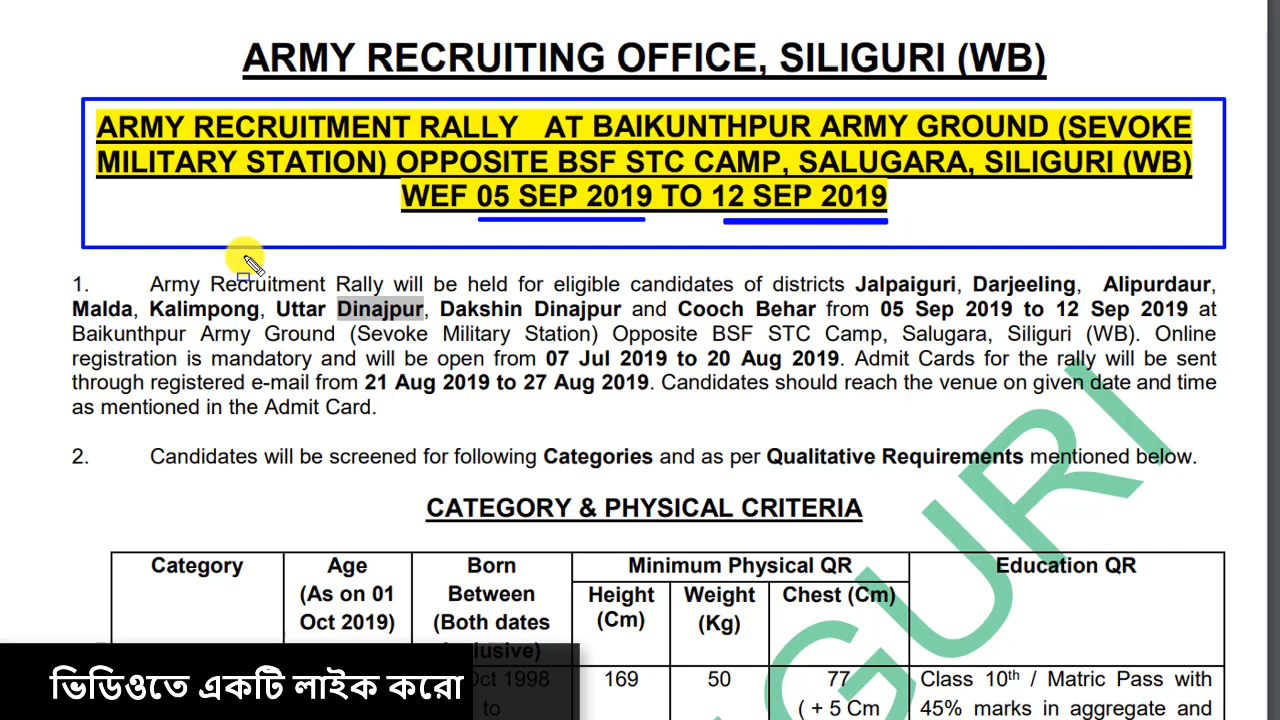 ARMY RECRUITING OFFICE, SILIGURI (WB)
ARMY RECRUITMENT RALLY AT BAIKUNTHPUR ARMY GROUND (SEVOKE
MILITARY STATION) OPPOSITE BSF STC CAMP, SALUGARA, SILIGURI (WB)
WEF 05 SEP 2019 TO 12 SEP 2019
1. Army Recruitment Rally will be held for eligible candidates of districts Jalpaiguri, Darjeeling, Alipurdaur,
Malda, Kalimpong, Uttar Dinajpur, Dakshin Dinajpur and Cooch Behar from 05 Sep 2019 to 12 Sep 2019 at
Baikunthpur Army Ground (Sevoke Military Station) Opposite BSF STC Camp, Salugara, Siliguri (WB). Online
registration is mandatory and will be open from 07 Jul 2019 to 20 Aug 2019. Admit Cards for the rally will be sent
through registered e-mail from 21 Aug 2019 to 27 Aug 2019. Candidates should reach the venue on given date and time
as mentioned in the Admit Card.
2. Candidates will be screened for following Categories and as per Qualitative Requirements mentioned below.
CATEGORY & PHYSICAL CRITERIA
Category
Age
(As on 01
Oct 2019)
Born
Between
(Both dates
Minimum Physical QR
Height
(Cm)
Weight
(Kg)
Chest (Cm)
Education QR
Oct 1998
to
169
50
77
( + 5 Cm
Class 10th / Matric Pass with
45% marks in aggregate and
GURI
ভিডিওতে একটি লাইক করো